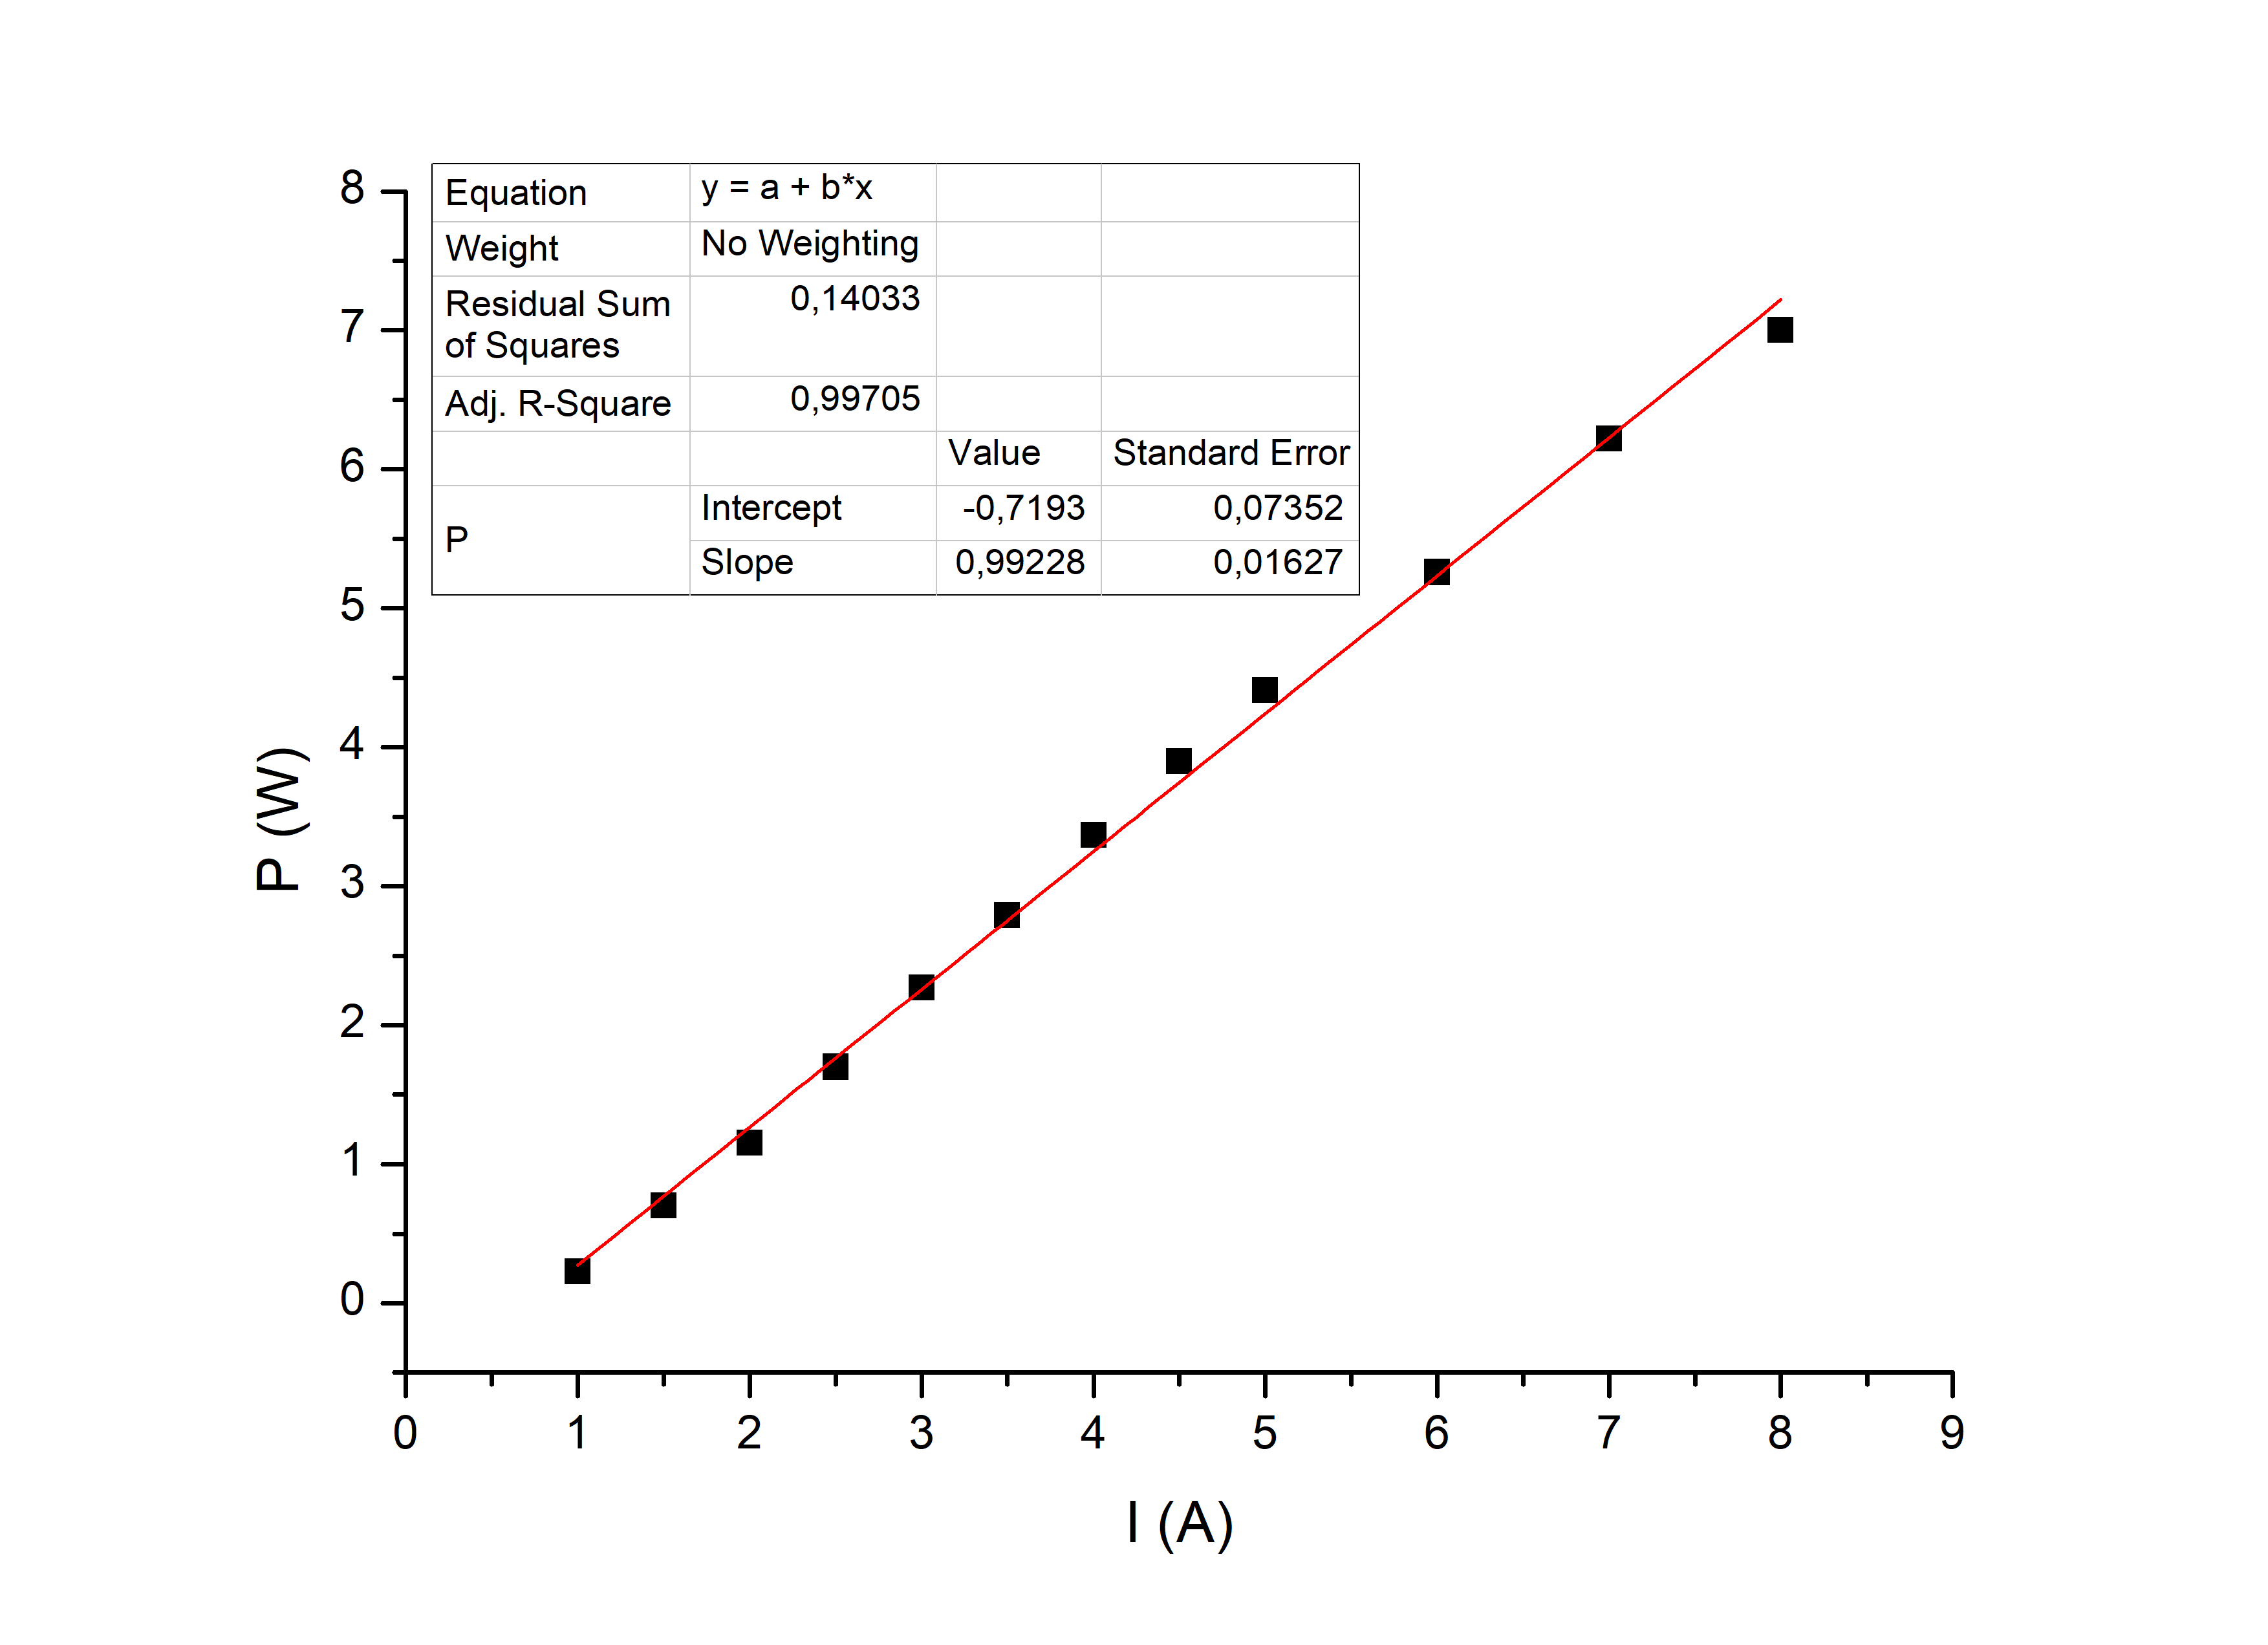 Equation y = a + b*x
Weight No Weighting
Residual Sum of Squares 0,14033
Adj. R-Square 0,99705
Value Standard Error
P Intercept -0,7193 0,07352
Slope 0,99228 0,01627
8
7
6
5
4
3
2
1
0
P (W)
0 1 2 3 4 5 6 7 8 9
I (A)